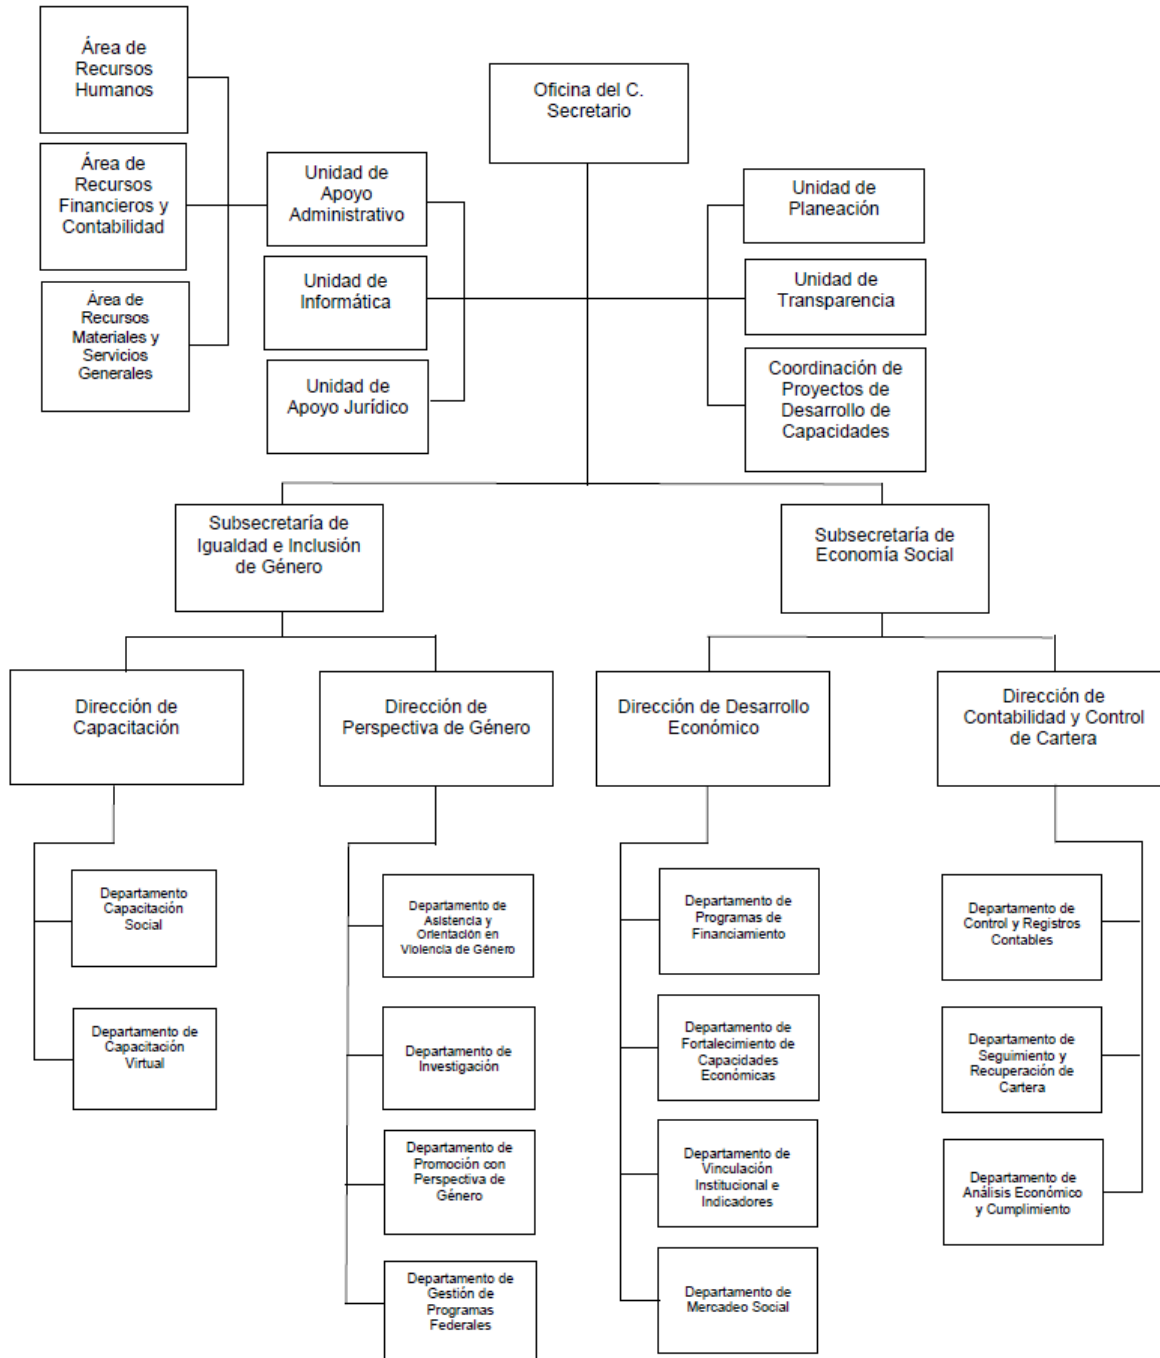 Área de
Recursos
Humanos
Oficina del C.
Secretario
Área de
Recursos
Financieros y
Contabilidad
Unidad de
Apoyo
Administrativo
Unidad de
Planeación
Unidad de
Informática
Unidad de
Transparencia
Área de
Recursos
Materiales y
Servicios
Generales
Unidad de
Apoyo Jurídico
Coordinación de
Proyectos de
Desarrollo de
Capacidades
Subsecretaría de
Igualdad e Inclusión
de Género
Subsecretaría de
Economía Social
Dirección de
Capacitación
Dirección de
Perspectiva de Género
Dirección de Desarrollo
Económico
Dirección de
Contabilidad y Control
de Cartera
Departamento
Capacitación
Social
Departamento de
Capacitación
Virtual
Departamento de
Asistencia y
Orientación en
Violencia de Género
Departamento de
Investigación
Departamento de
Promoción con
Perspectiva de
Género
Departamento de
Gestión de
Programas
Federales
Departamento de
Programas de
Financiamiento
Departamento de
Fortalecimiento de
Capacidades
Económicas
Departamento de
Vinculación
Institucional e
Indicadores
Departamento de
Mercadeo Social
Departamento de
Control y Registros
Contables
Departamento de
Seguimiento y
Recuperación de
Cartera
Departamento de
Análisis Económico
y Cumplimiento